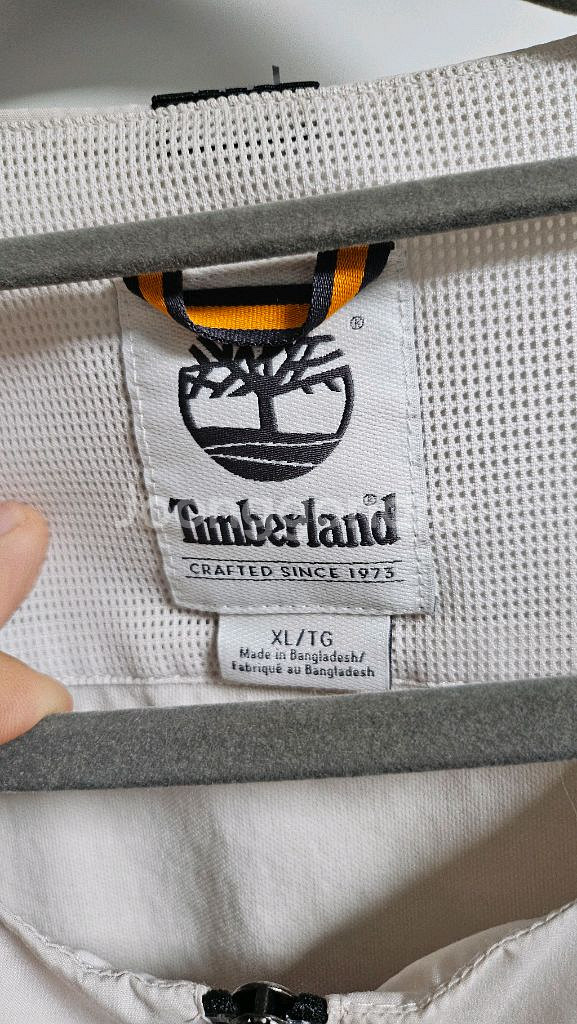 ®
Timberland®
CRAFTED SINCE 1973
XL/TG
Made in Bangladesh/
Fabriqué au Bangladesh